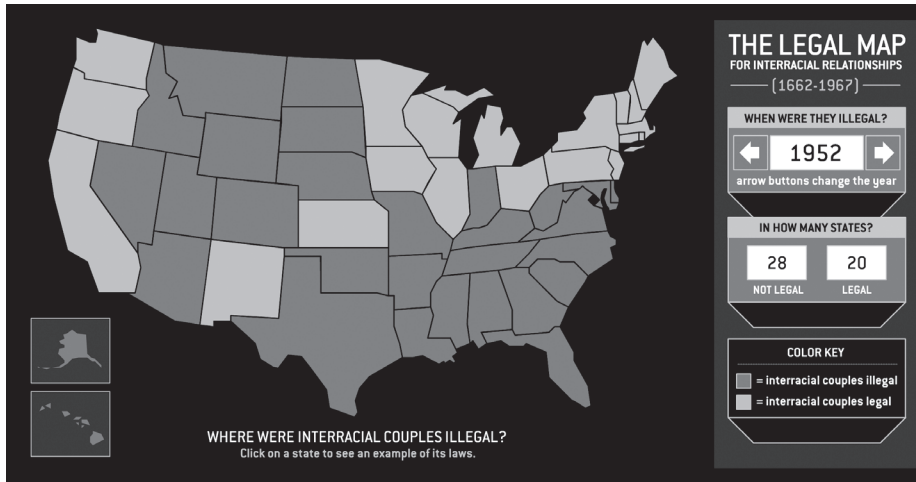 THE LEGAL MAP
FOR INTERRACIAL RELATIONSHIPS
(1662-1967)
WHEN WERE THEY ILLEGAL?
1952
arrow buttons change the year
IN HOW MANY STATES?
28 20
NOT LEGAL LEGAL
COLOR KEY
= interracial couples illegal
= interracial couples legal
WHERE WERE INTERRACIAL COUPLES ILLEGAL?
Click on a state to see an example of its laws.